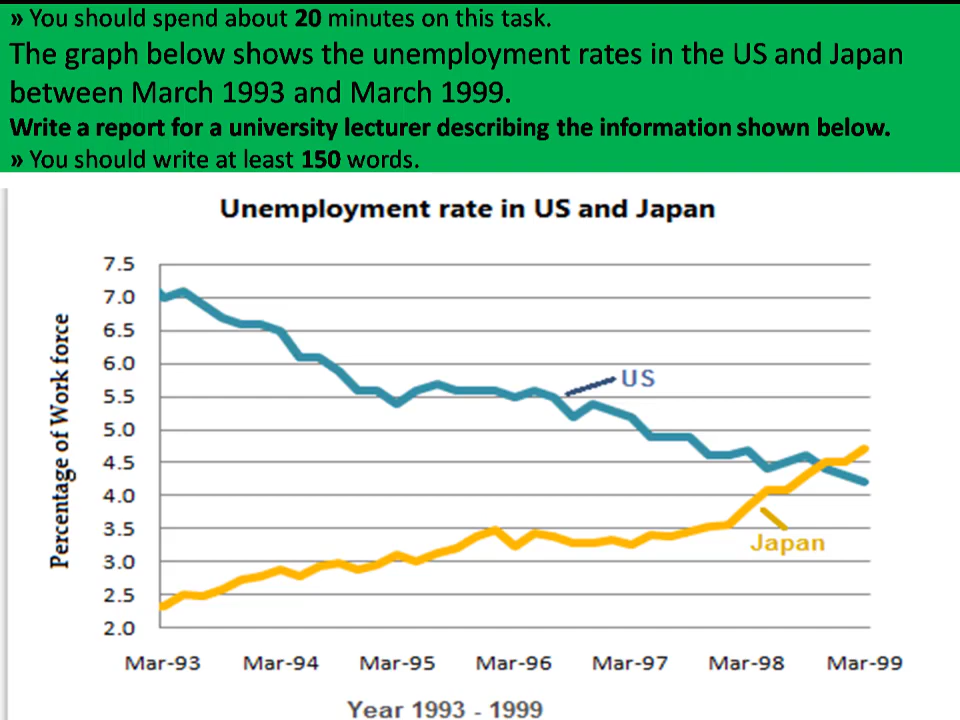 » You should spend about 20 minutes on this task.
The graph below shows the unemployment rates in the US and Japan
between March 1993 and March 1999.
Write a report for a university lecturer describing the information shown below.
» You should write at least 150 words.
Unemployment rate in US and Japan
Percentage of Work force
7.5
7.0
6.5
6.0
5.5
5.0
4.5
4.0
3.5
3.0
2.5
2.0
US
Japan
Mar-93 Mar-94 Mar-95 Mar-96 Mar-97 Mar-98 Mar-99
Year 1993 - 1999